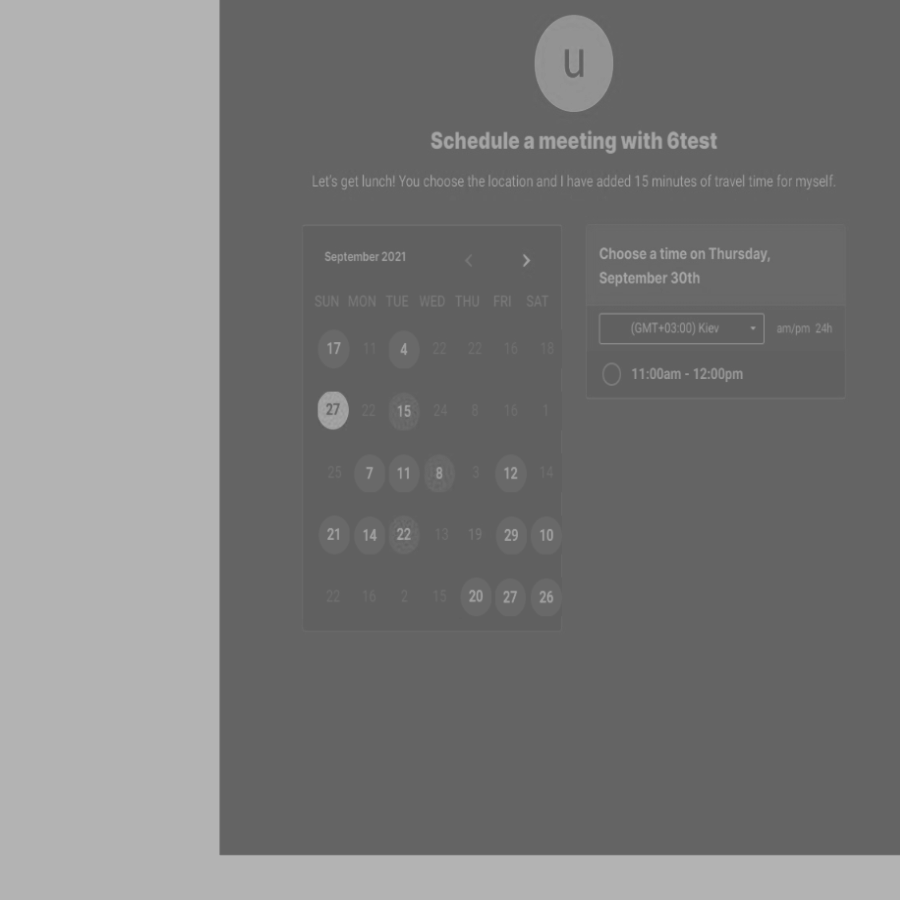 u
Schedule a meeting with 6test
Let's get lunch! You choose the location and I have added 15 minutes of travel time for myself.
September 2021
SUN MON TUE WED THU FRI SAT
17 11 4 22 22 16 18
27 22 15 24 8 16 1
25 7 11 8 3 12 14
21 14 22 13 19 29 10
22 16 2 15 20 27 26
Choose a time on Thursday,
September 30th
(GMT+03:00) Kiev am/pm 24h
11:00am - 12:00pm